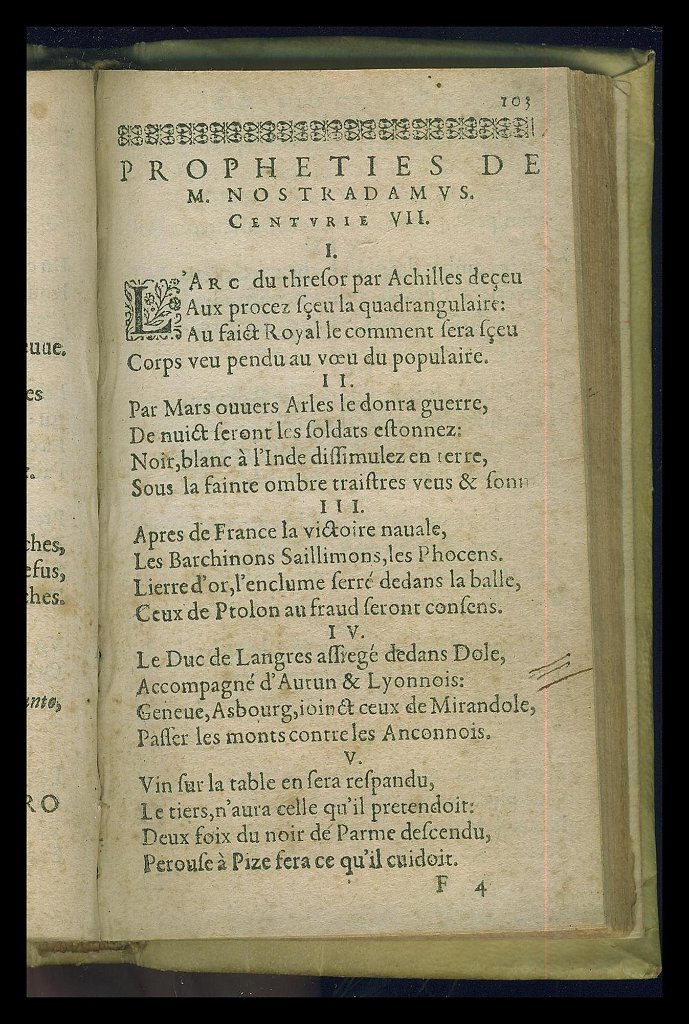 uue.
es
ches,
efus,
ches.
nte,
RO
103
PROPHETIES DE
M. NOSTRADAMVS.
CENTVRIE VII.
I.
L'ARC du threſor par Achilles deçeu
Aux procez ſçeu la quadrangulaire:
Au faict Royal le comment ſera ſçeu
Corps veu pendu au vœu du populaire.
II.
Par Mars ouuers Arles le donra guerre,
De nuict ſeront les ſoldats eſtonnez:
Noir, blanc à l'Inde diſſimulez en terre,
Sous la fainte ombre traiſtres veus & ſonn
III.
Apres de France la victoire nauale,
Les Barchinons Saillimons, les Phocens.
Lierre d'or, l'enclume ſerré dedans la balle,
Ceux de Ptolon au fraud ſeront conſens.
IV.
Le Duc de Langres aſſiegé dedans Dole,
Accompagné d'Autun & Lyonnois:
Geneue, Asbourg, ioinct ceux de Mirandole,
Paſſer les monts contre les Anconnois.
V.
Vin ſur la table en ſera reſpandu,
Le tiers, n'aura celle qu'il pretendoit:
Deux foix du noir de Parme deſcendu,
Perouſe à Pize fera ce qu'il cuidoit.
F 4